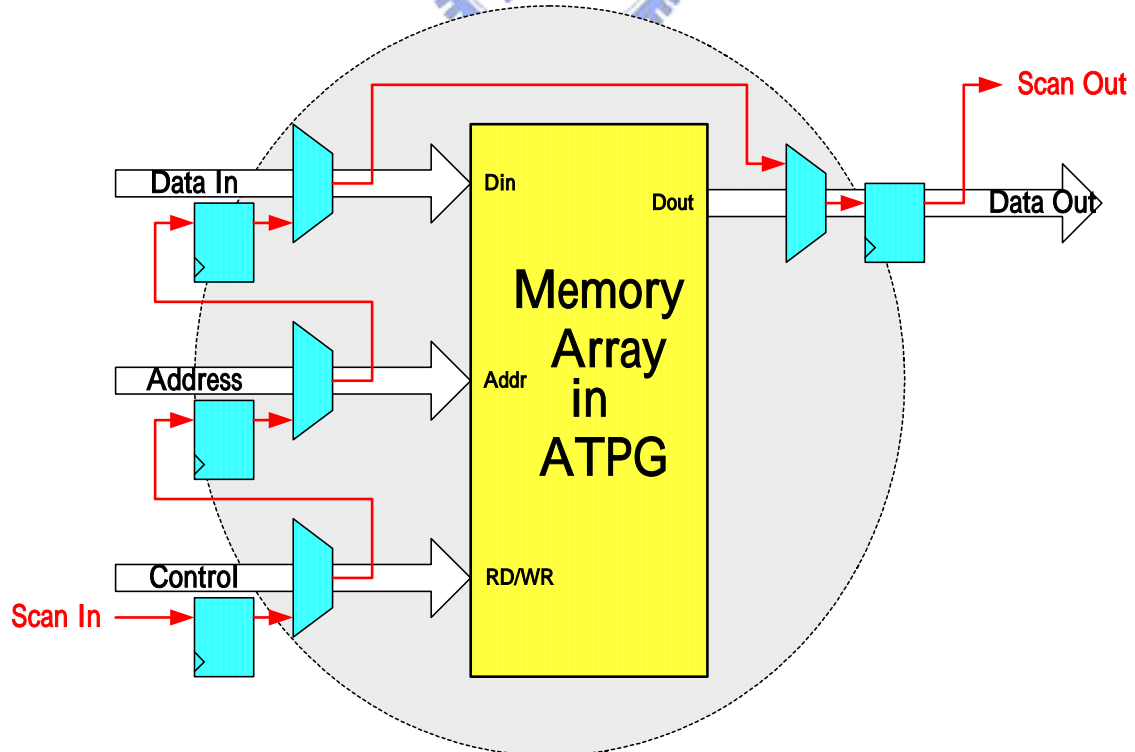 Scan Out
Data In
Din
Dout
Data Out
Memory
Array
in
ATPG
Address
Addr
Control
RD/WR
Scan In